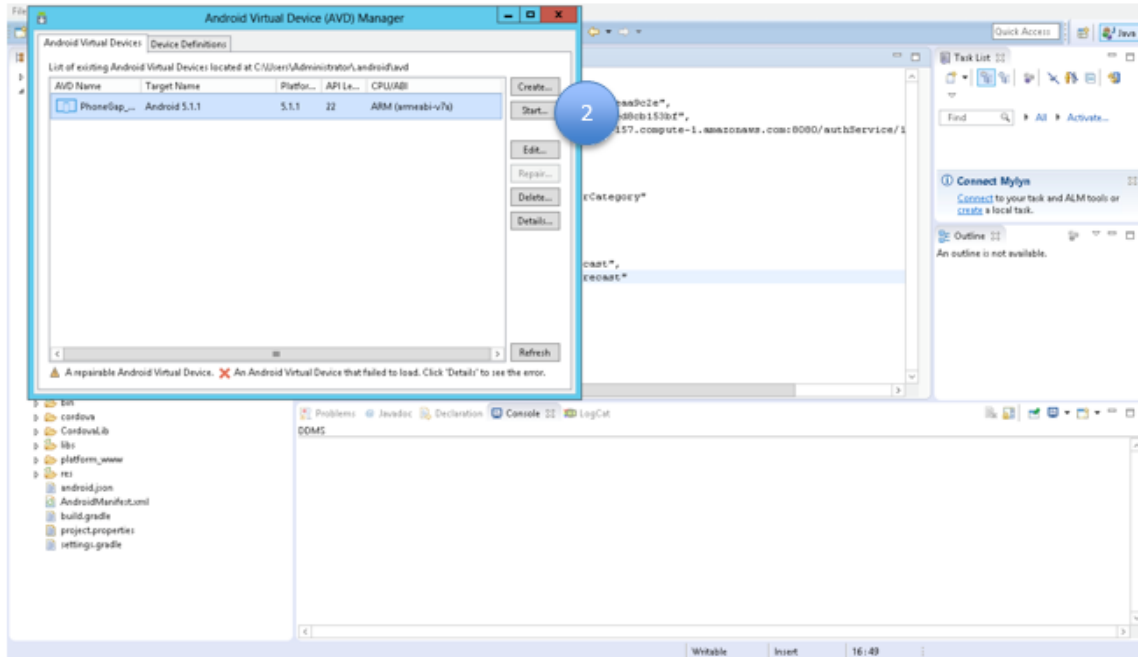 File
Android Virtual Device (AVD) Manager
Quick Access
Java
Android Virtual Devices
Device Definitions
List of existing Android Virtual Devices located at C:\Users\Administrator\.android\avd
AVD Name Target Name Platfor... API Le... CPU/ABI
PhoneGap_... Android 5.1.1 5.1.1 22 ARM (armeabi-v7a)
Create...
Start...
2
Edit...
Repair...
Delete...
Details...
Refresh
A repairable Android Virtual Device. An Android Virtual Device that failed to load. Click 'Details' to see the error.
157.compute-1.amazonaws.com:8080/authService/1
rCategory"
cast",
recast"
Task List
Find All Activate...
Connect Mylyn
Connect to your task and ALM tools or
create a local task.
Outline
An outline is not available.
bin
cordova
CordovaLib
libs
platform_www
res
android.json
AndroidManifest.xml
build.gradle
project.properties
settings.gradle
Problems Javadoc Declaration Console LogCat
DDMS
Writable Insert 16:49